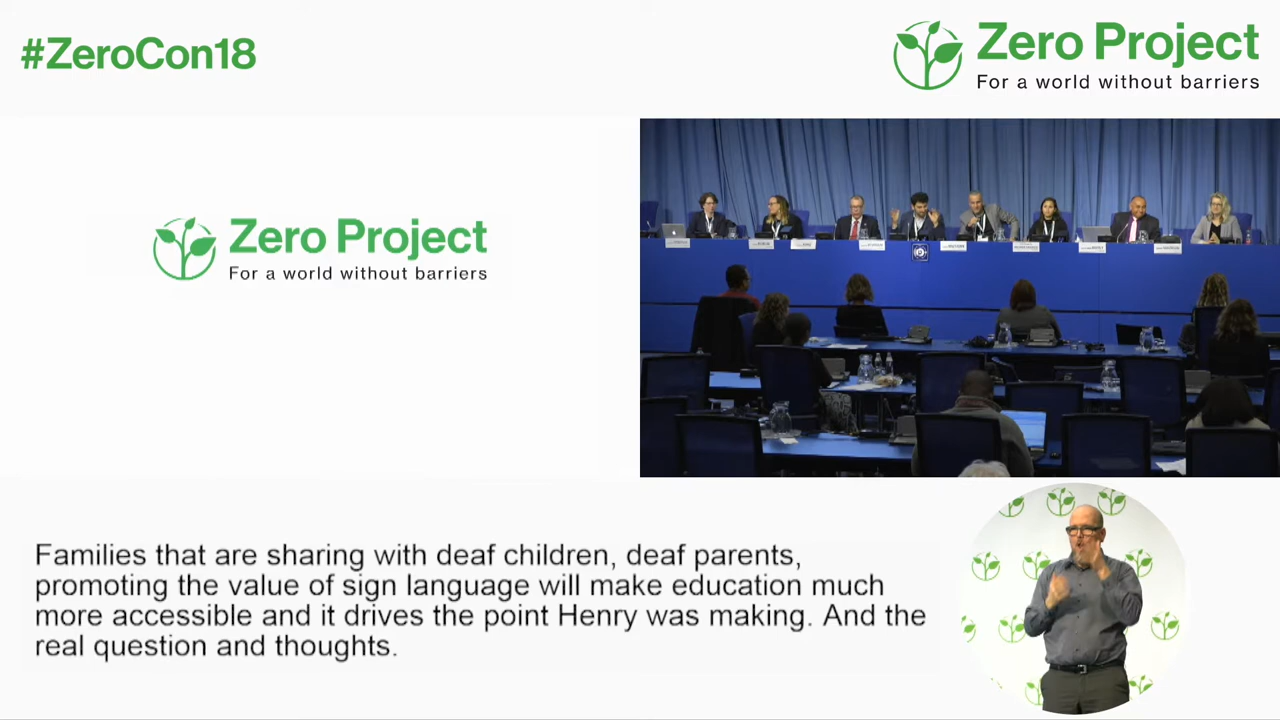 #ZeroCon18
Zero Project
For a world without barriers
Zero Project
For a world without barriers
Families that are sharing with deaf children, deaf parents,
promoting the value of sign language will make education much
more accessible and it drives the point Henry was making. And the
real question and thoughts.